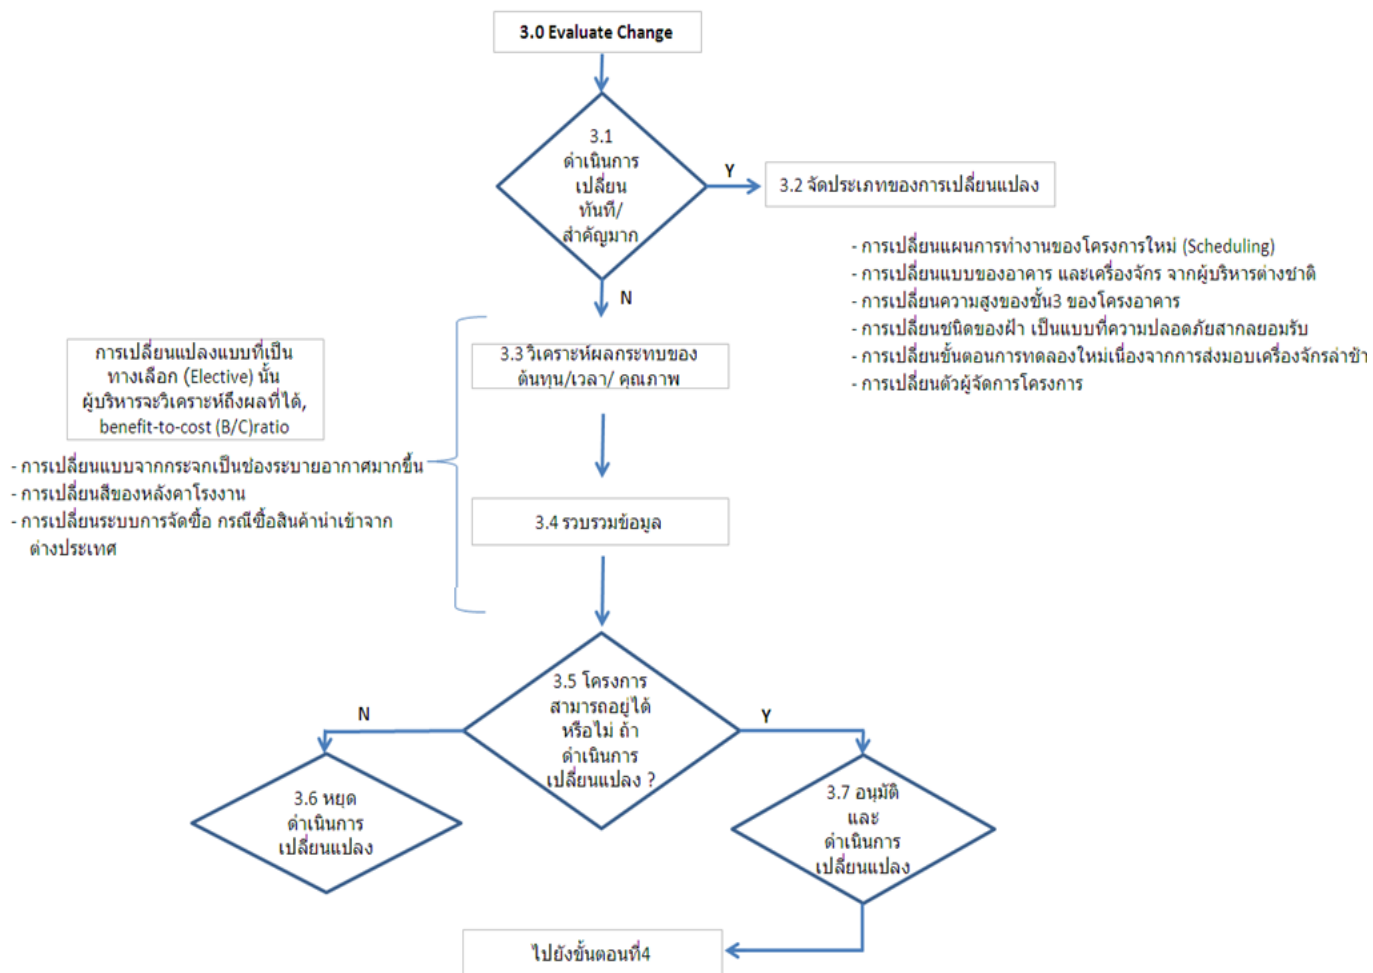 3.0 Evaluate Change
3.1
ดำเนินการ
เปลี่ยน
ทันที/
สำคัญมาก
Y
3.2 จัดประเภทของการเปลี่ยนแปลง
- การเปลี่ยนแผนการทำงานของโครงการใหม่ (Scheduling)
- การเปลี่ยนแบบของอาคาร และเครื่องจักร จากผู้บริหารต่างชาติ
- การเปลี่ยนความสูงของชั้น3 ของโครงอาคาร
- การเปลี่ยนชนิดของฝ้า เป็นแบบที่ความปลอดภัยสากลยอมรับ
- การเปลี่ยนขั้นตอนการทดลองใหม่เนื่องจากการส่งมอบเครื่องจักรล่าช้า
- การเปลี่ยนตัวผู้จัดการโครงการ
N
3.3 วิเคราะห์ผลกระทบของ
ต้นทุน/เวลา/ คุณภาพ
การเปลี่ยนแปลงแบบที่เป็น
ทางเลือก (Elective) นั้น
ผู้บริหารจะวิเคราะห์ถึงผลที่ได้,
benefit-to-cost (B/C)ratio
- การเปลี่ยนแบบจากกระจกเป็นช่องระบายอากาศมากขึ้น
- การเปลี่ยนสีของหลังคาโรงงาน
- การเปลี่ยนระบบการจัดซื้อ กรณีซื้อสินค้านำเข้าจาก
ต่างประเทศ
3.4 รวบรวมข้อมูล
3.5 โครงการ
สามารถอยู่ได้
หรือไม่ ถ้า
ดำเนินการ
เปลี่ยนแปลง ?
N
Y
3.6 หยุด
ดำเนินการ
เปลี่ยนแปลง
3.7 อนุมัติ
และ
ดำเนินการ
เปลี่ยนแปลง
ไปยังขั้นตอนที่4